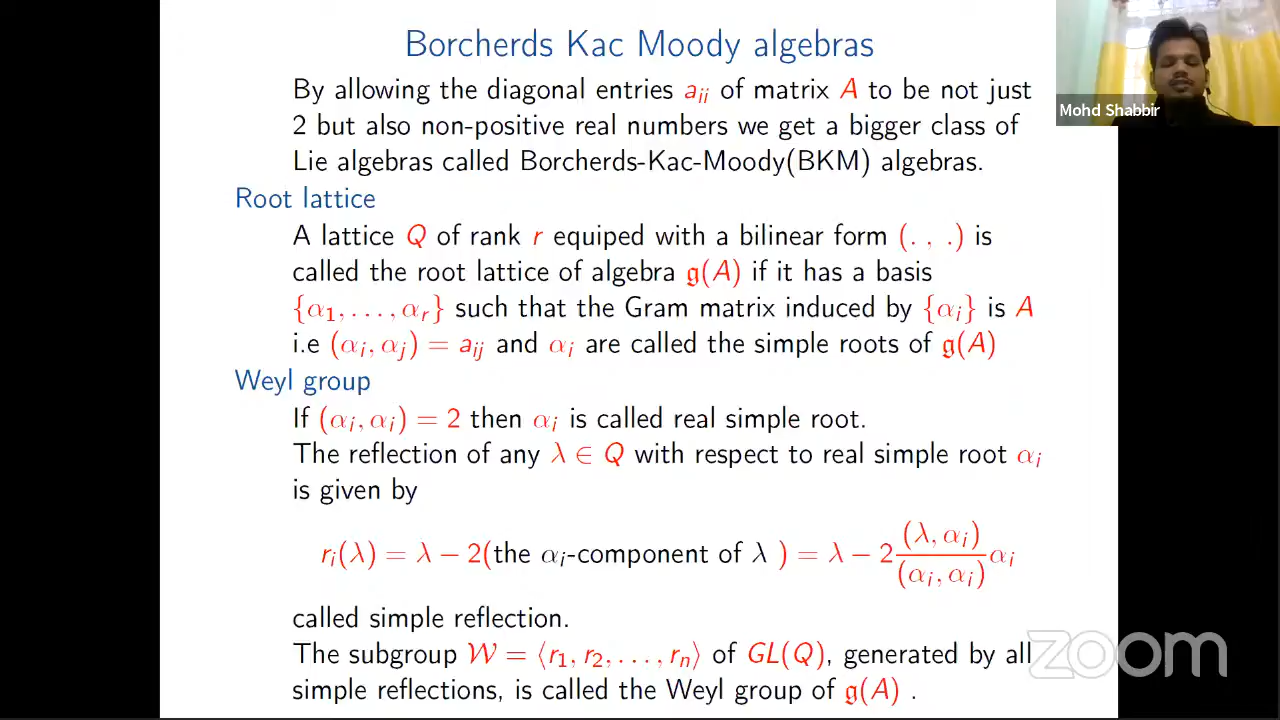 Borcherds Kac Moody algebras
By allowing the diagonal entries a_{ii} of matrix A to be not just
2 but also non-positive real numbers we get a bigger class of
Lie algebras called Borcherds-Kac-Moody(BKM) algebras.
Root lattice
A lattice Q of rank r equiped with a bilinear form (. , .) is
called the root lattice of algebra 𝔤(A) if it has a basis
{α₁, . . . , α_r} such that the Gram matrix induced by {α_i} is A
i.e (α_i, α_j) = a_{ij} and α_i are called the simple roots of 𝔤(A)
Weyl group
If (α_i, α_i) = 2 then α_i is called real simple root.
The reflection of any λ ∈ Q with respect to real simple root α_i
is given by
r_i(λ) = λ − 2(the α_i-component of λ ) = λ − 2 (λ, α_i)/(α_i, α_i) α_i
called simple reflection.
The subgroup 𝒲 = ⟨r₁, r₂, . . . , r_n⟩ of GL(Q), generated by all
simple reflections, is called the Weyl group of 𝔤(A) .
Mohd Shabbir
zoom